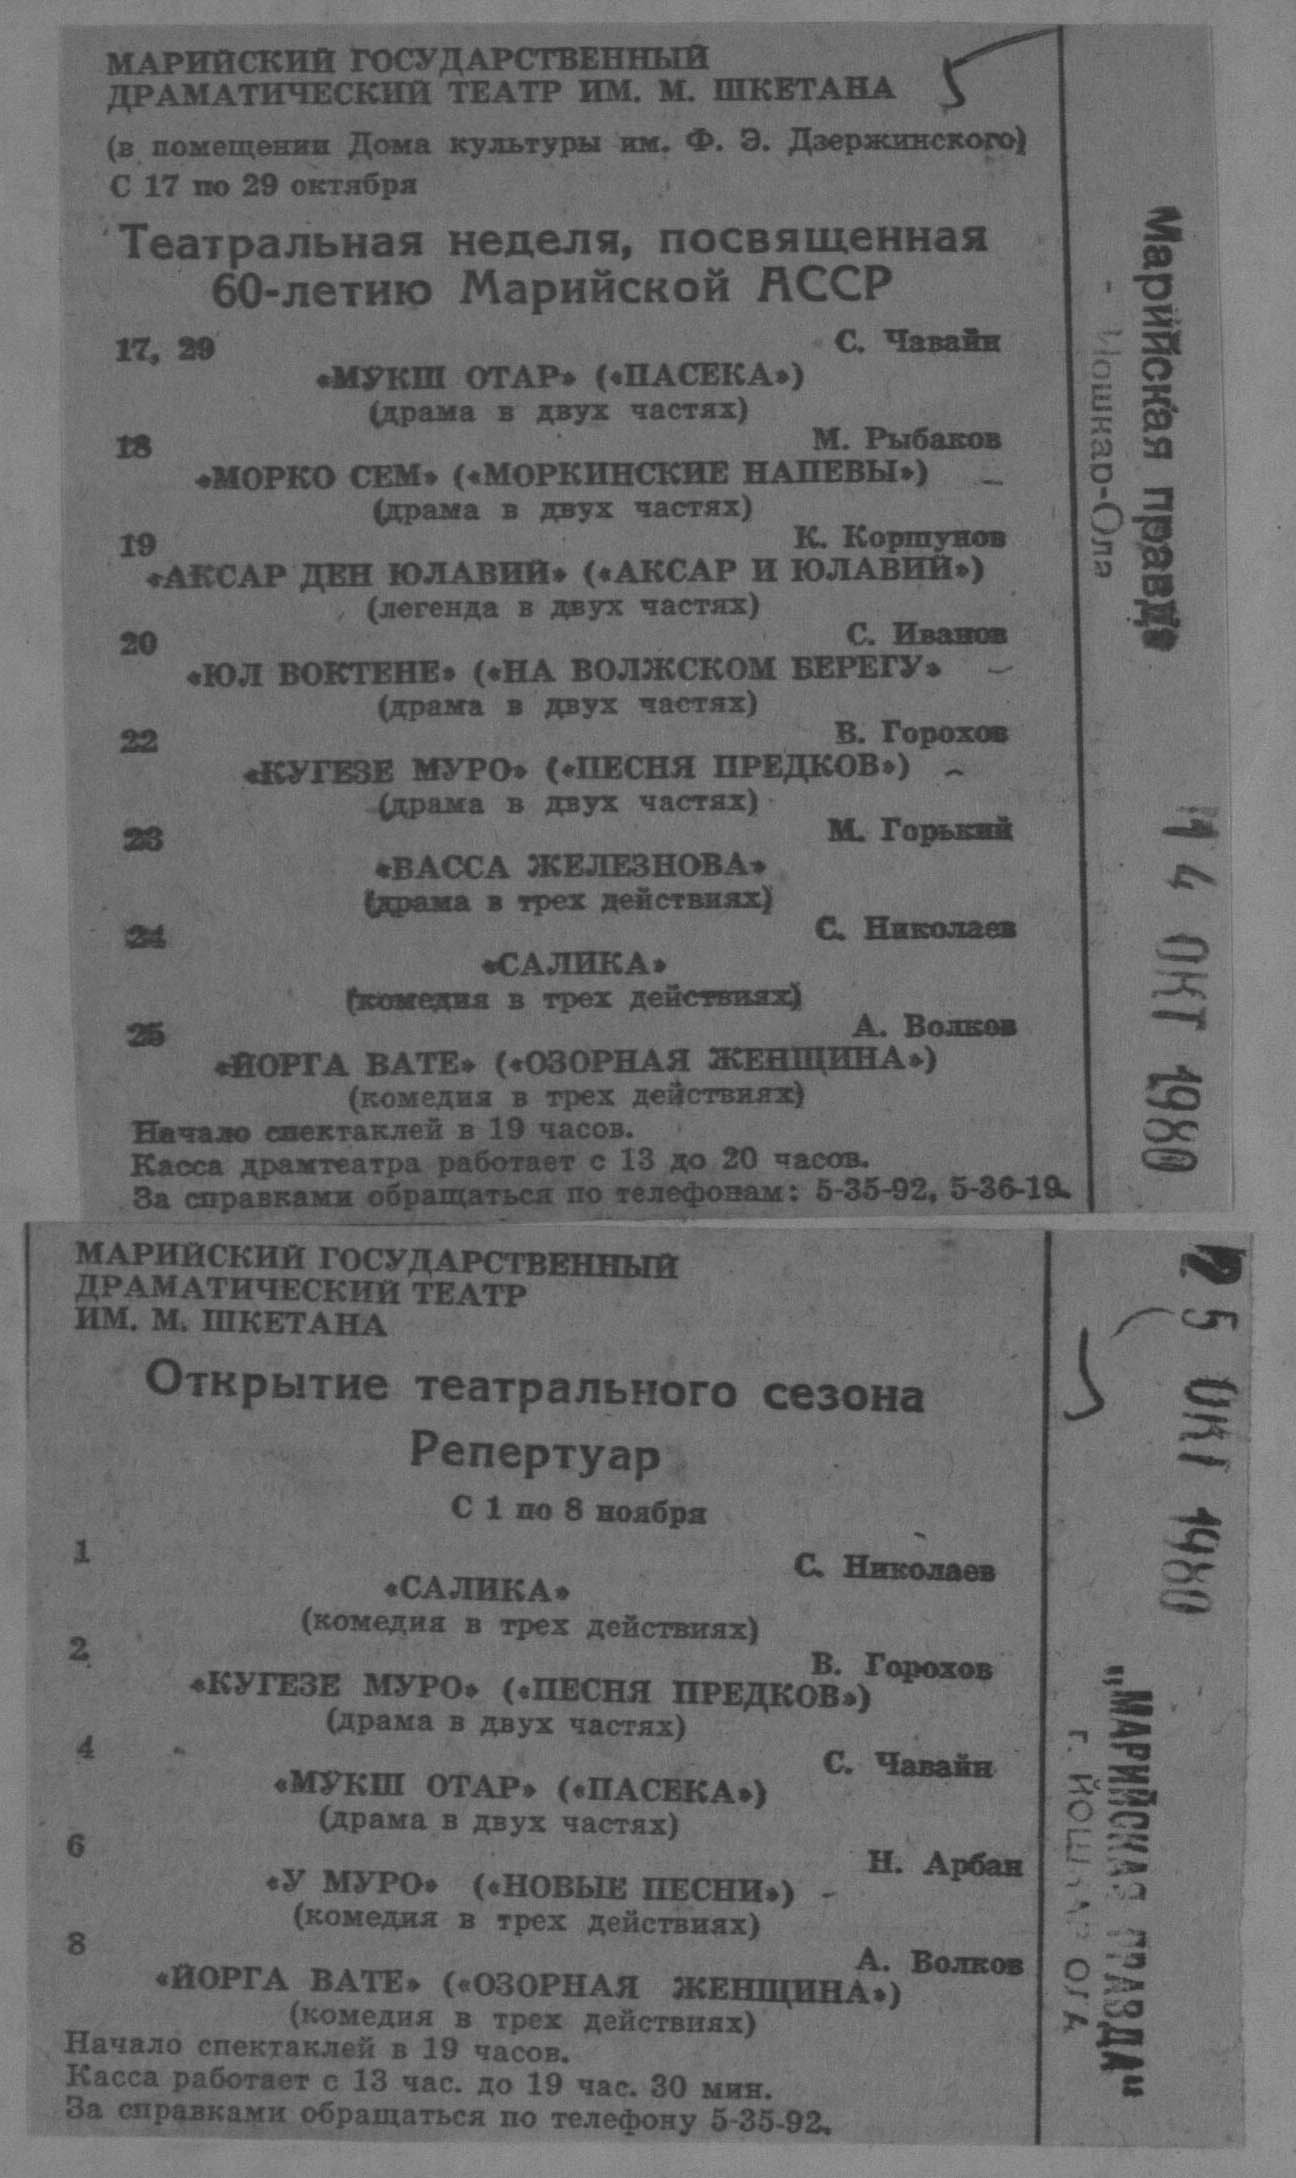 МАРИЙСКИЙ ГОСУДАРСТВЕННЫЙ
ДРАМАТИЧЕСКИЙ ТЕАТР ИМ. М. ШКЕТАНА
(в помещении Дома культуры им. Ф. Э. Дзержинского)
С 17 по 29 октября
Театральная неделя, посвященная
60-летию Марийской АССР
17, 29
С. Чавайн
«МУКШ ОТАР» («ПАСЕКА»)
(драма в двух частях)
18
М. Рыбаков
«МОРКО СЕМ» («МОРКИНСКИЕ НАПЕВЫ»)
(драма в двух частях)
19
К. Коршунов
«АКСАР ДЕН ЮЛАВИЙ» («АКСАР И ЮЛАВИЙ»)
(легенда в двух частях)
20
С. Иванов
«ЮЛ ВОКТЕНЕ» («НА ВОЛЖСКОМ БЕРЕГУ»
(драма в двух частях)
22
В. Горохов
«КУГЕЗЕ МУРО» («ПЕСНЯ ПРЕДКОВ»)
(драма в двух частях)
23
М. Горький
«ВАССА ЖЕЛЕЗНОВА»
(драма в трех действиях)
24
С. Николаев
«САЛИКА»
(комедия в трех действиях)
25
А. Волков
«ЙОРГА ВАТЕ» («ОЗОРНАЯ ЖЕНЩИНА»)
(комедия в трех действиях)
Начало спектаклей в 19 часов.
Касса драмтеатра работает с 13 до 20 часов.
За справками обращаться по телефонам: 5-35-92, 5-36-19.
Марийская правда
- Йошкар-Ола
14 ОКТ 1980
МАРИЙСКИЙ ГОСУДАРСТВЕННЫЙ
ДРАМАТИЧЕСКИЙ ТЕАТР
ИМ. М. ШКЕТАНА
Открытие театрального сезона
Репертуар
С 1 по 8 ноября
1
С. Николаев
«САЛИКА»
(комедия в трех действиях)
2
В. Горохов
«КУГЕЗЕ МУРО» («ПЕСНЯ ПРЕДКОВ»)
(драма в двух частях)
4
С. Чавайн
«МУКШ ОТАР» («ПАСЕКА»)
(драма в двух частях)
6
Н. Арбан
«У МУРО» («НОВЫЕ ПЕСНИ»)
(комедия в трех действиях)
8
А. Волков
«ЙОРГА ВАТЕ» («ОЗОРНАЯ ЖЕНЩИНА»)
(комедия в трех действиях)
Начало спектаклей в 19 часов.
Касса работает с 13 час. до 19 час. 30 мин.
За справками обращаться по телефону 5-35-92.
25 ОКТ 1980
„МАРИЙСКАЯ ПРАВДА"
г. ЙОШКАР-ОЛА